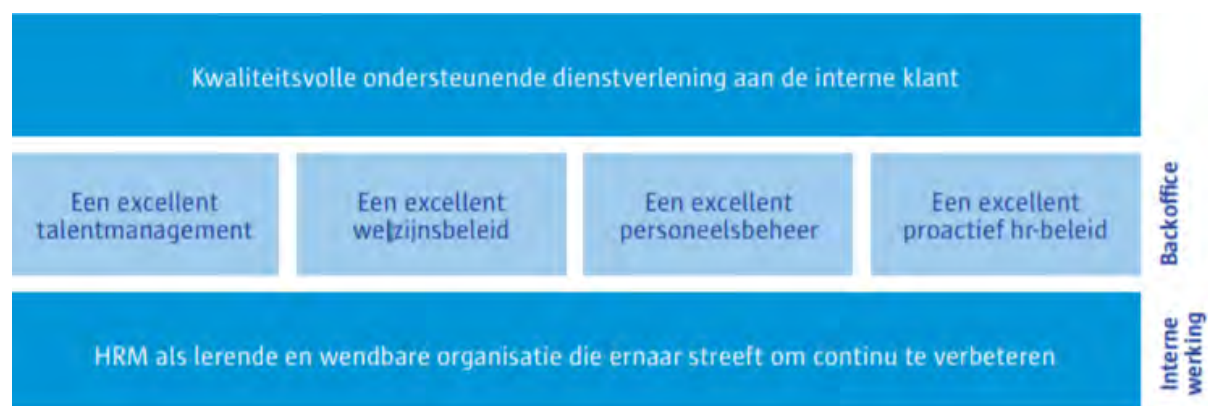 Kwaliteitsvolle ondersteunende dienstverlening aan de interne klant
Een excellent
talentmanagement
Een excellent
welzijnsbeleid
Een excellent
personeelsbeheer
Een excellent
proactief hr-beleid
Backoffice
HRM als lerende en wendbare organisatie die ernaar streeft om continu te verbeteren
Interne
werking